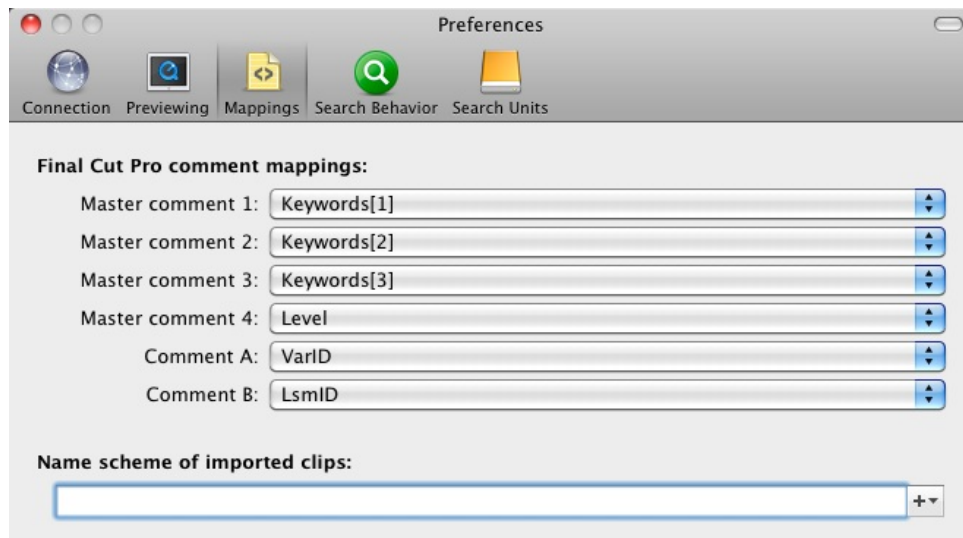 Preferences
Connection Previewing Mappings Search Behavior Search Units
Final Cut Pro comment mappings:
Master comment 1: Keywords[1]
Master comment 2: Keywords[2]
Master comment 3: Keywords[3]
Master comment 4: Level
Comment A: VarID
Comment B: LsmID
Name scheme of imported clips:
+